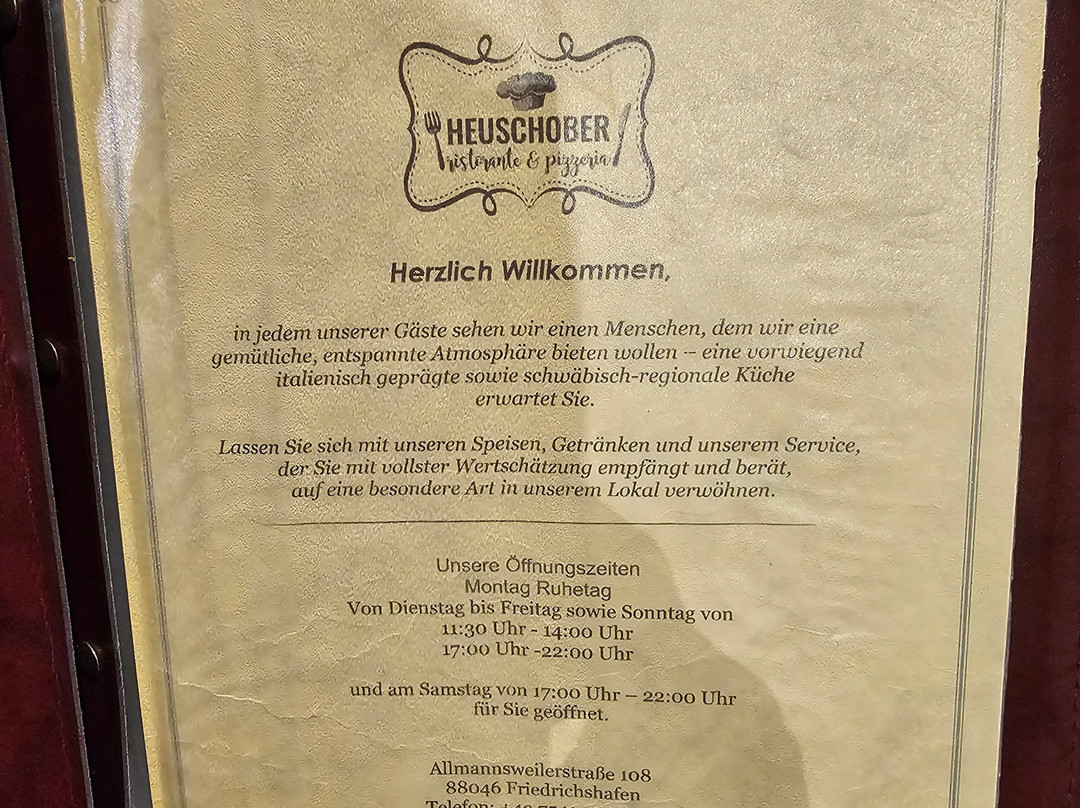 HEUSCHOBER
ristorante & pizzeria
Herzlich Willkommen,
in jedem unserer Gäste sehen wir einen Menschen, dem wir eine
gemütliche, entspannte Atmosphäre bieten wollen – eine vorwiegend
italienisch geprägte sowie schwäbisch-regionale Küche
erwartet Sie.
Lassen Sie sich mit unseren Speisen, Getränken und unserem Service,
der Sie mit vollster Wertschätzung empfängt und berät,
auf eine besondere Art in unserem Lokal verwöhnen.
Unsere Öffnungszeiten
Montag Ruhetag
Von Dienstag bis Freitag sowie Sonntag von
11:30 Uhr - 14:00 Uhr
17:00 Uhr -22:00 Uhr
und am Samstag von 17:00 Uhr – 22:00 Uhr
für Sie geöffnet.
Allmannsweilerstraße 108
88046 Friedrichshafen
Telefon: